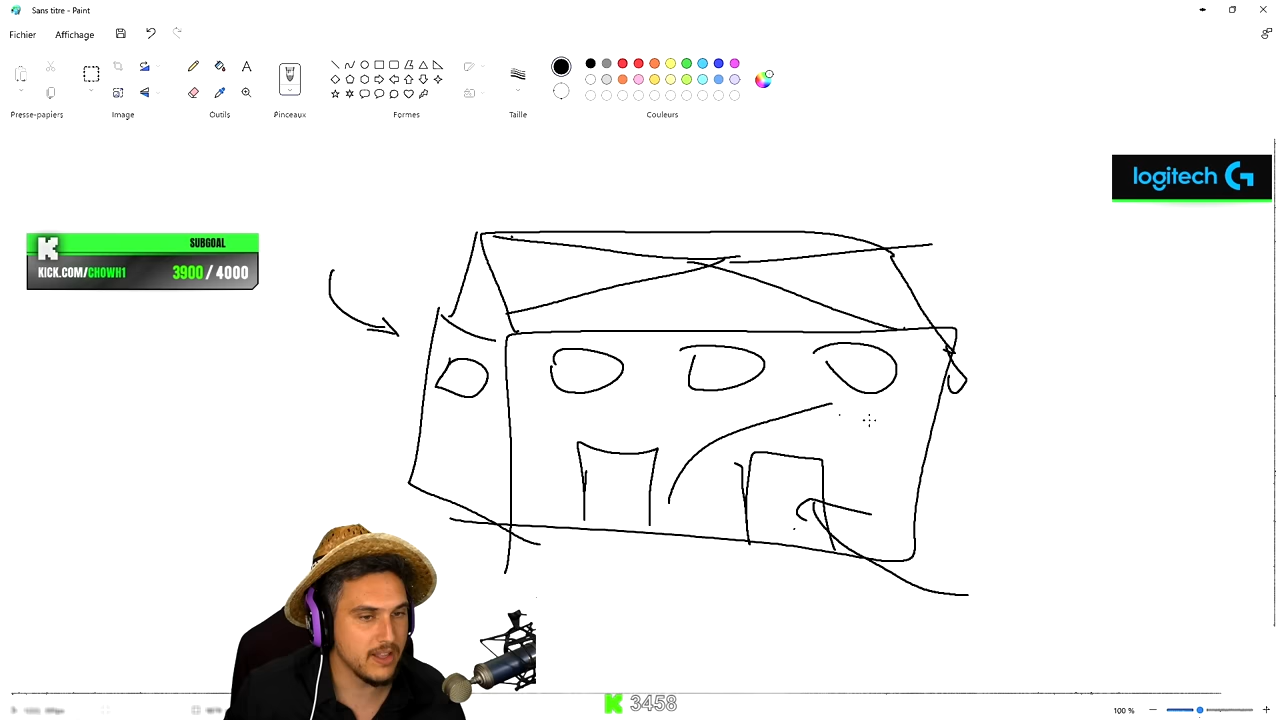 Sans titre - Paint
Fichier
Affichage
A
Presse-papiers
Image
Outils
Pinceaux
Formes
Taille
Couleurs
logitech G
K
SUBGOAL
KICK.COM/CHOWH1
3900 / 4000
K 3458
100 %